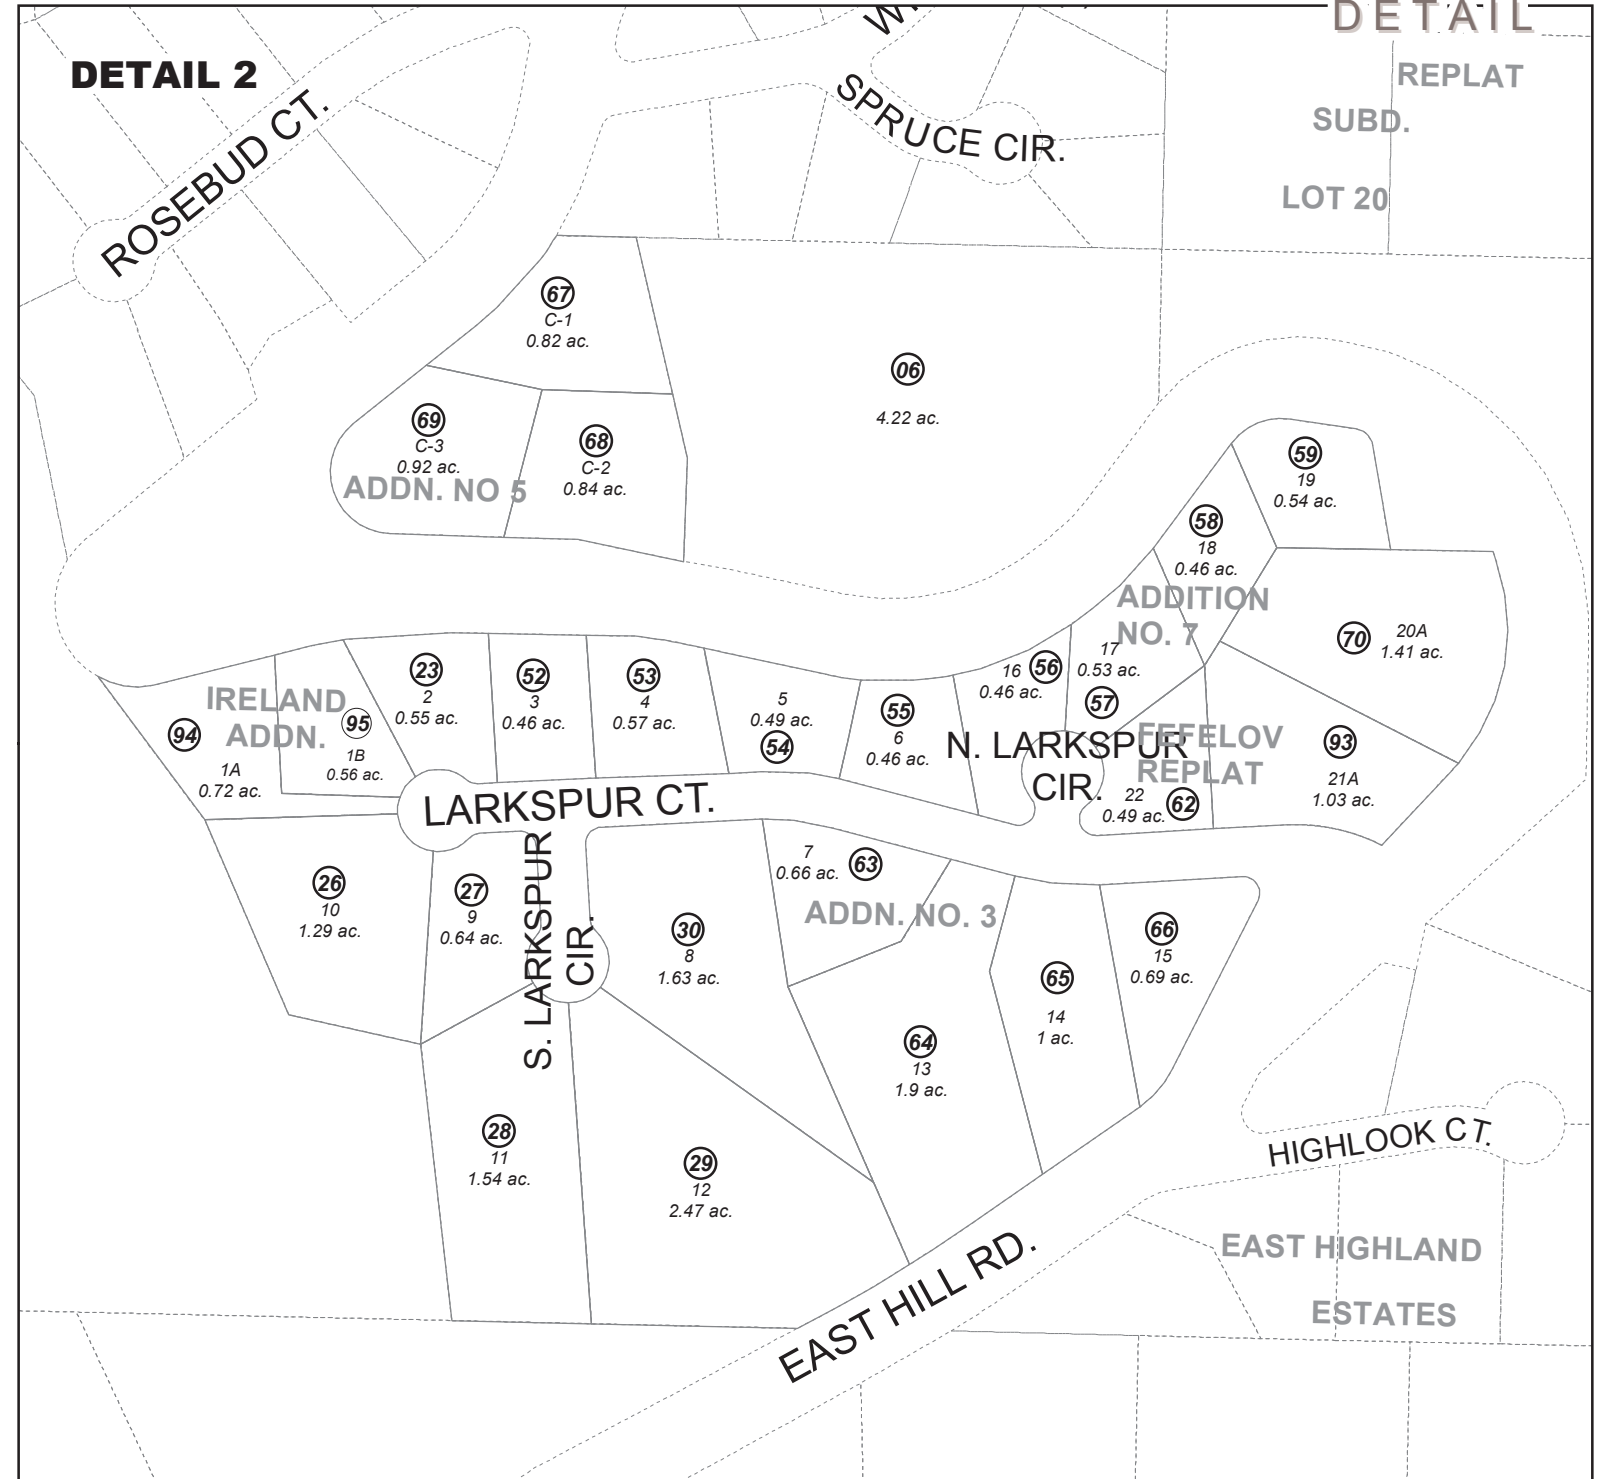 DETAIL
DETAIL 2
REPLAT
SUBD.
LOT 20
ROSEBUD CT.
SPRUCE CIR.
67
C-1
0.82 ac.
06
4.22 ac.
69
C-3
0.92 ac.
ADDN. NO 5
68
C-2
0.84 ac.
59
19
0.54 ac.
58
18
0.46 ac.
ADDITION
NO. 7
70
20A
1.41 ac.
17
0.53 ac.
57
16
56
0.46 ac.
IRELAND
ADDN.
94
1A
0.72 ac.
95
1B
0.56 ac.
23
2
0.55 ac.
52
3
0.46 ac.
53
4
0.57 ac.
5
0.49 ac.
54
55
6
0.46 ac.
N. LARKSPUR
CIR.
FEFELOV
REPLAT
22
0.49 ac.
62
93
21A
1.03 ac.
LARKSPUR CT.
S. LARKSPUR
CIR.
26
10
1.29 ac.
27
9
0.64 ac.
30
8
1.63 ac.
7
0.66 ac.
63
ADDN. NO. 3
66
15
0.69 ac.
65
14
1 ac.
64
13
1.9 ac.
28
11
1.54 ac.
29
12
2.47 ac.
HIGHLOOK CT.
EAST HILL RD.
EAST HIGHLAND
ESTATES